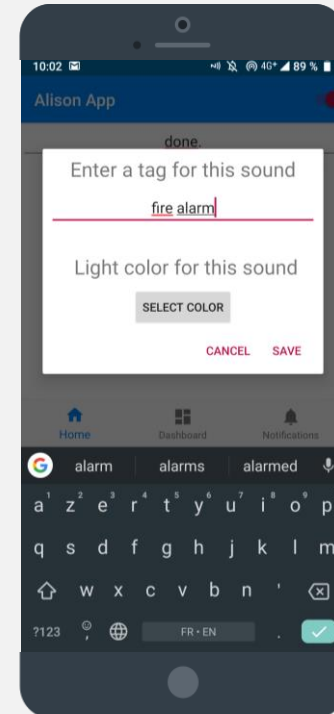 10:02 4G+ 89 %
Alison App
done.
Enter a tag for this sound
fire alarm
Light color for this sound
SELECT COLOR
CANCEL SAVE
Home Dashboard Notifications
G alarm alarms alarmed
a 1 z 2 e 3 r 4 t 5 y 6 u 7 i 8 o 9 p
q s d f g h j k l m
w x c v b n '
?123 , FR • EN .